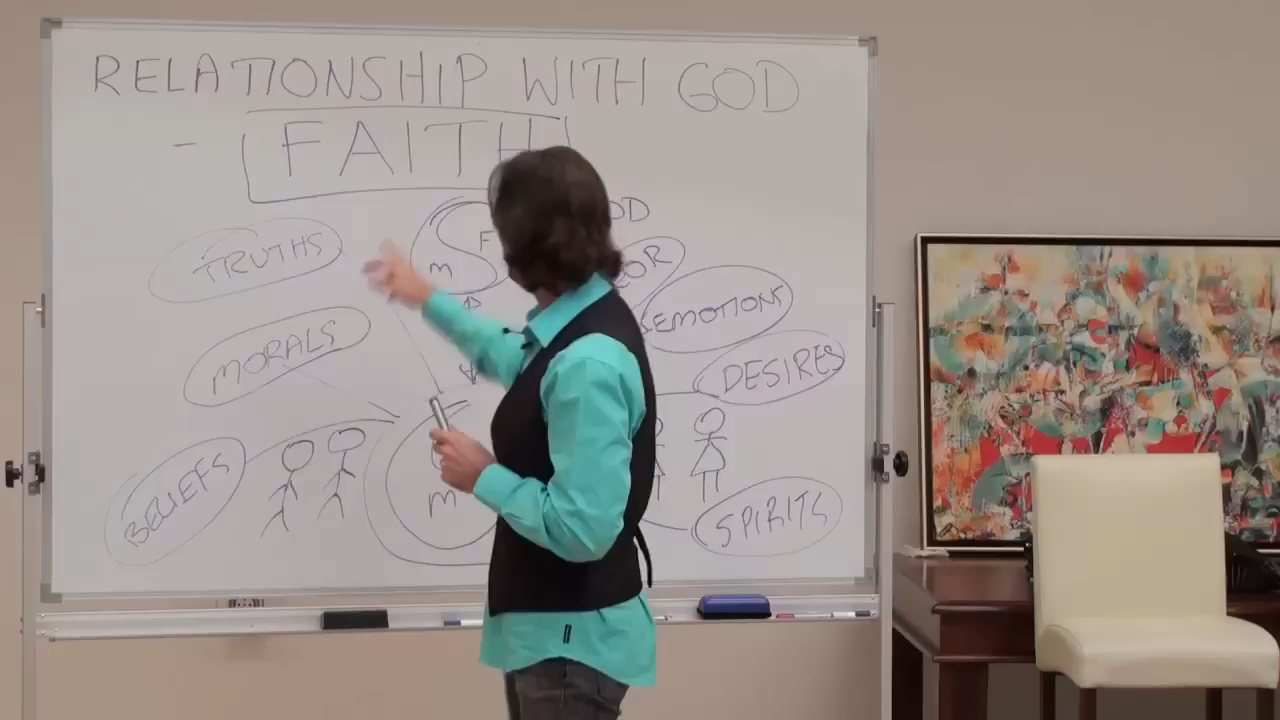 RELATIONSHIP WITH GOD
- FAITH
TRUTHS
F
m
MORALS
EMOTIONS
DESIRES
BELIEFS
m
SPIRITS